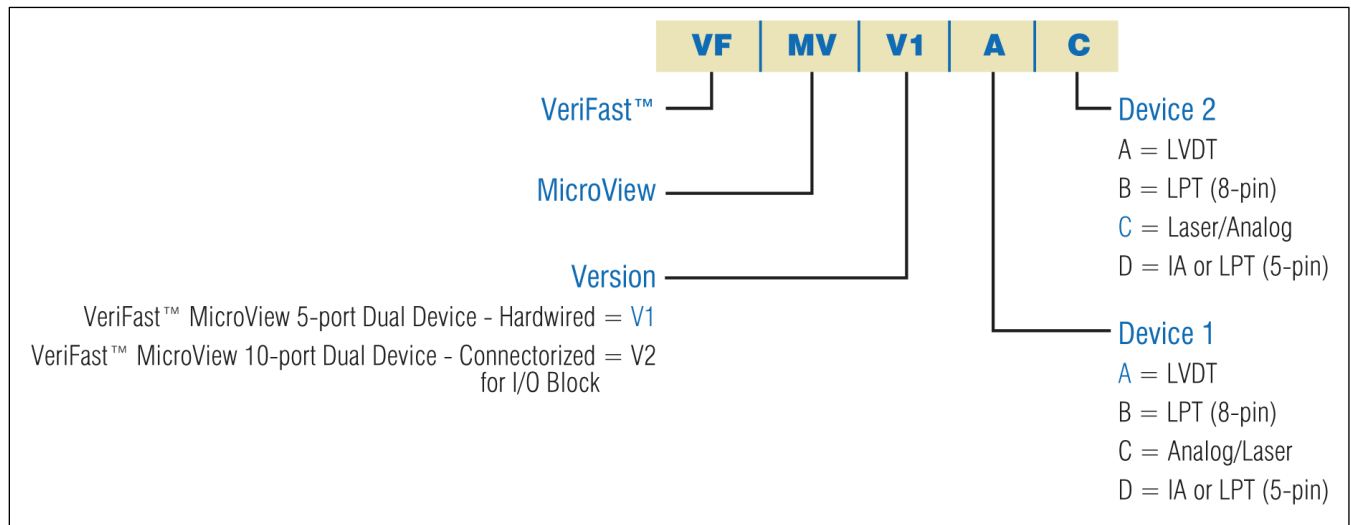 VF MV V1 A C
VeriFast™
MicroView
Version
VeriFast™ MicroView 5-port Dual Device - Hardwired = V1
VeriFast™ MicroView 10-port Dual Device - Connectorized = V2
for I/O Block
Device 2
A = LVDT
B = LPT (8-pin)
C = Laser/Analog
D = IA or LPT (5-pin)
Device 1
A = LVDT
B = LPT (8-pin)
C = Analog/Laser
D = IA or LPT (5-pin)